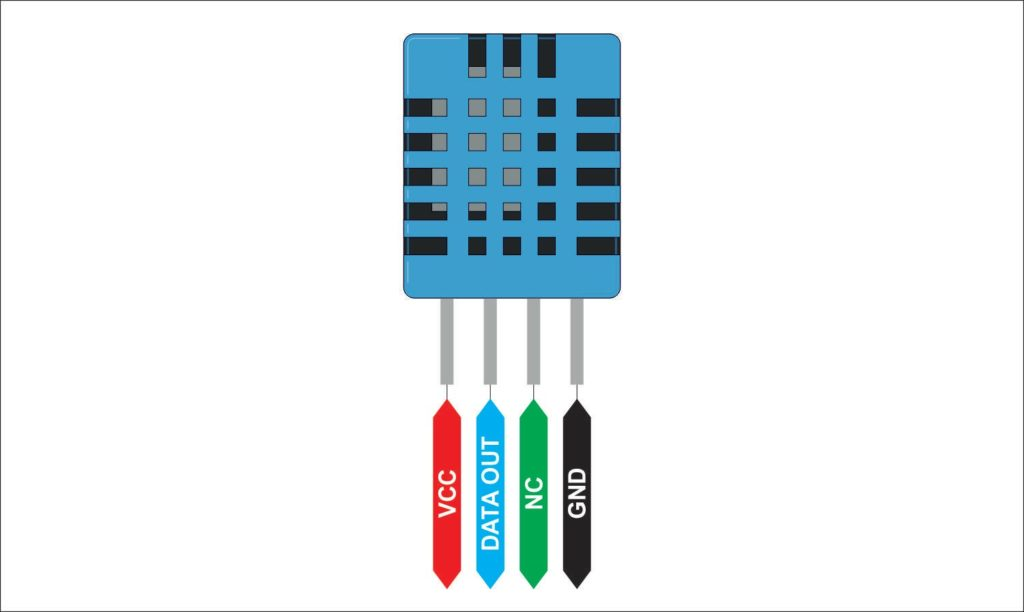 VCC
DATA OUT
NC
GND